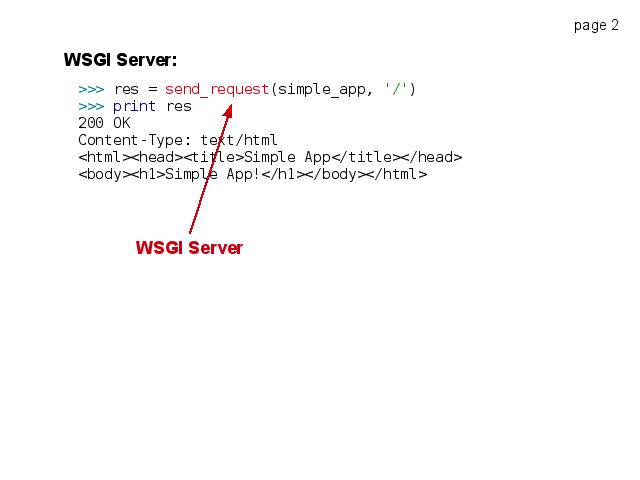 page 2
WSGI Server:
>>> res = send_request(simple_app, '/')
>>> print res
200 OK
Content-Type: text/html
<html><head><title>Simple App</title></head>
<body><h1>Simple App!</h1></body></html>
WSGI Server